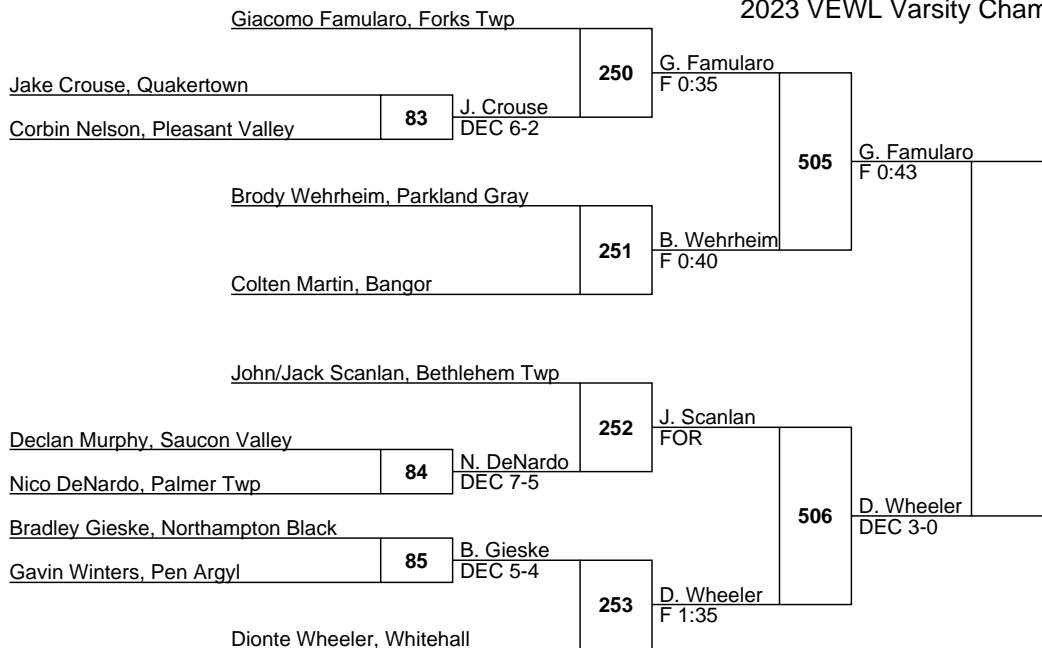 2023 VEWL Varsity Cham
Giacomo Famularo, Forks Twp
250
G. Famularo
F 0:35
Jake Crouse, Quakertown
83
J. Crouse
DEC 6-2
Corbin Nelson, Pleasant Valley
505
G. Famularo
F 0:43
Brody Wehrheim, Parkland Gray
251
B. Wehrheim
F 0:40
Colten Martin, Bangor
John/Jack Scanlan, Bethlehem Twp
252
J. Scanlan
FOR
Declan Murphy, Saucon Valley
84
N. DeNardo
DEC 7-5
Nico DeNardo, Palmer Twp
506
D. Wheeler
DEC 3-0
Bradley Gieske, Northampton Black
85
B. Gieske
DEC 5-4
Gavin Winters, Pen Argyl
253
D. Wheeler
F 1:35
Dionte Wheeler, Whitehall